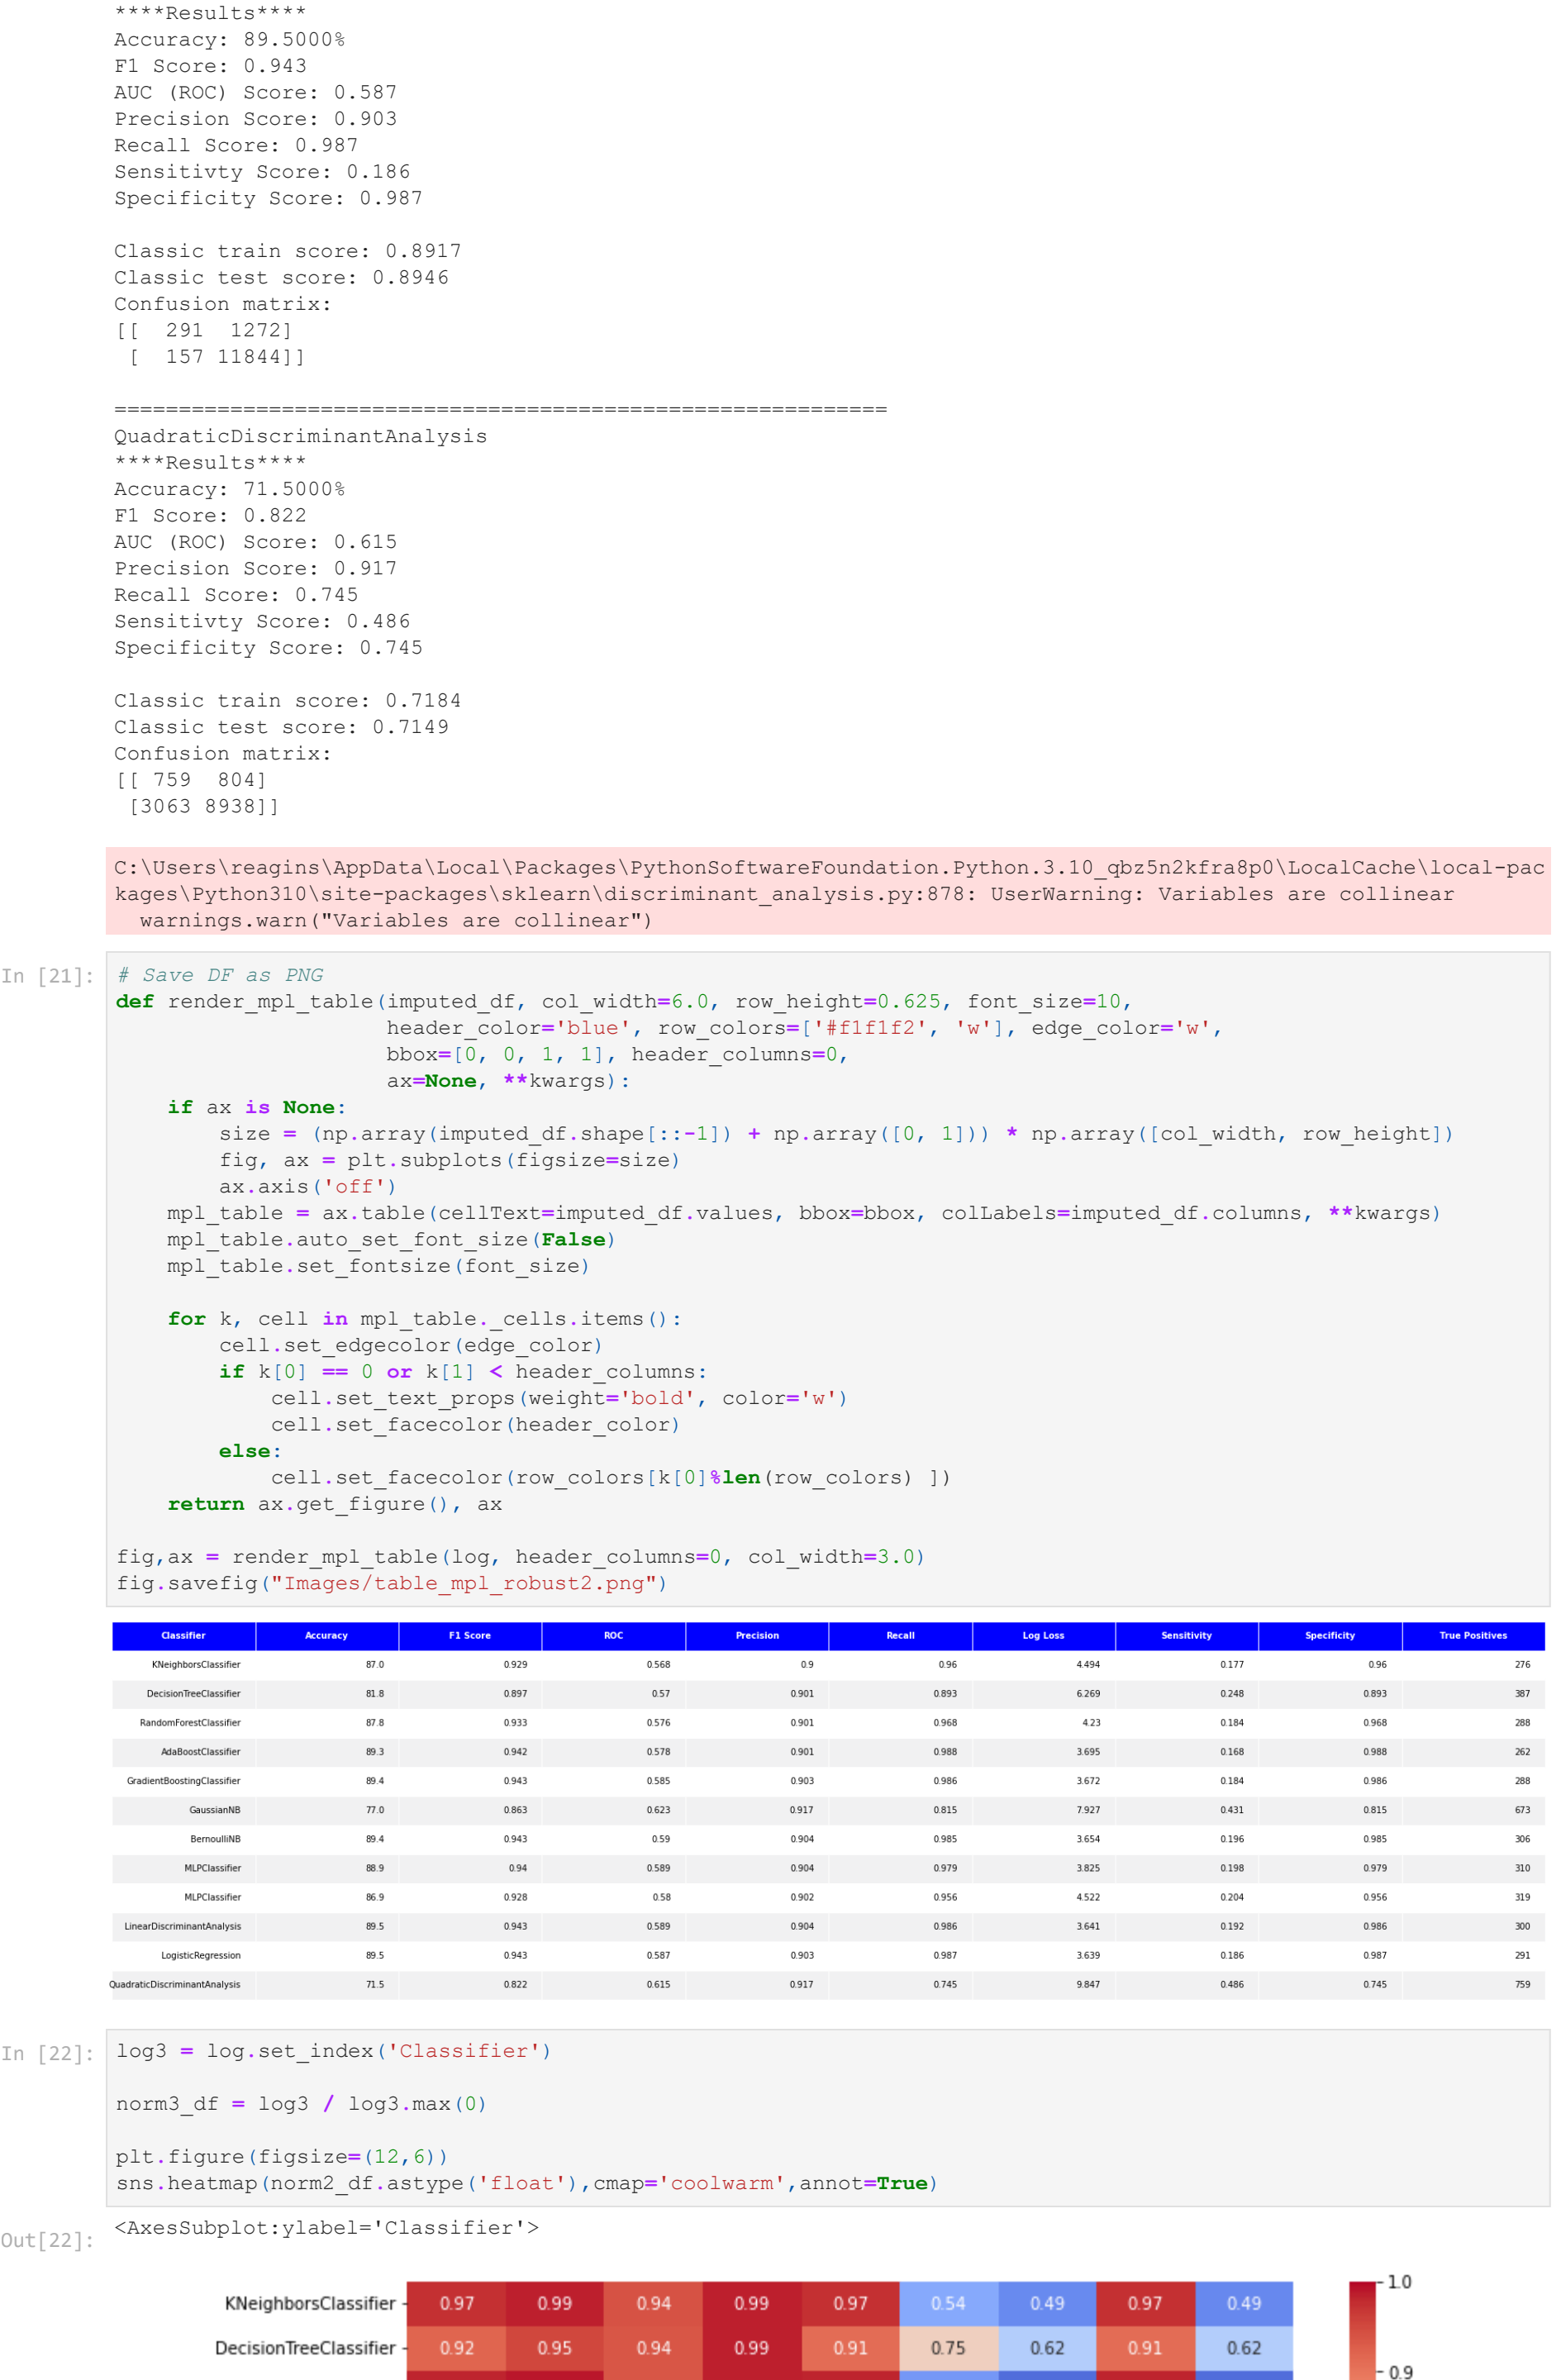 ****Results****
Accuracy: 89.5000%
F1 Score: 0.943
AUC (ROC) Score: 0.587
Precision Score: 0.903
Recall Score: 0.987
Sensitivty Score: 0.186
Specificity Score: 0.987
Classic train score: 0.8917
Classic test score: 0.8946
Confusion matrix:
[[  291  1272]
 [  157 11844]]
============================================================
QuadraticDiscriminantAnalysis
****Results****
Accuracy: 71.5000%
F1 Score: 0.822
AUC (ROC) Score: 0.615
Precision Score: 0.917
Recall Score: 0.745
Sensitivty Score: 0.486
Specificity Score: 0.745
Classic train score: 0.7184
Classic test score: 0.7149
Confusion matrix:
[[ 759  804]
 [3063 8938]]
C:\Users\reagins\AppData\Local\Packages\PythonSoftwareFoundation.Python.3.10_qbz5n2kfra8p0\LocalCache\local-pac
kages\Python310\site-packages\sklearn\discriminant_analysis.py:878: UserWarning: Variables are collinear
  warnings.warn("Variables are collinear")
In [21]: # Save DF as PNG
def render_mpl_table(imputed_df, col_width=6.0, row_height=0.625, font_size=10,
                     header_color='blue', row_colors=['#f1f1f2', 'w'], edge_color='w',
                     bbox=[0, 0, 1, 1], header_columns=0,
                     ax=None, **kwargs):
    if ax is None:
        size = (np.array(imputed_df.shape[::-1]) + np.array([0, 1])) * np.array([col_width, row_height])
        fig, ax = plt.subplots(figsize=size)
        ax.axis('off')
    mpl_table = ax.table(cellText=imputed_df.values, bbox=bbox, colLabels=imputed_df.columns, **kwargs)
    mpl_table.auto_set_font_size(False)
    mpl_table.set_fontsize(font_size)
    for k, cell in mpl_table._cells.items():
        cell.set_edgecolor(edge_color)
        if k[0] == 0 or k[1] < header_columns:
            cell.set_text_props(weight='bold', color='w')
            cell.set_facecolor(header_color)
        else:
            cell.set_facecolor(row_colors[k[0]%len(row_colors) ])
    return ax.get_figure(), ax
fig,ax = render_mpl_table(log, header_columns=0, col_width=3.0)
fig.savefig("Images/table_mpl_robust2.png")
Classifier Accuracy F1 Score ROC Precision Recall Log Loss Sensitivity Specificity True Positives
KNeighborsClassifier 87.0 0.929 0.568 0.9 0.96 4.494 0.177 0.96 276
DecisionTreeClassifier 81.8 0.897 0.57 0.901 0.893 6.269 0.248 0.893 387
RandomForestClassifier 87.8 0.933 0.576 0.901 0.968 4.23 0.184 0.968 288
AdaBoostClassifier 89.3 0.942 0.578 0.901 0.988 3.695 0.168 0.988 262
GradientBoostingClassifier 89.4 0.943 0.585 0.903 0.986 3.672 0.184 0.986 288
GaussianNB 77.0 0.863 0.623 0.917 0.815 7.927 0.431 0.815 673
BernoulliNB 89.4 0.943 0.59 0.904 0.985 3.654 0.196 0.985 306
MLPClassifier 88.9 0.94 0.589 0.904 0.979 3.825 0.198 0.979 310
MLPClassifier 86.9 0.928 0.58 0.902 0.956 4.522 0.204 0.956 319
LinearDiscriminantAnalysis 89.5 0.943 0.589 0.904 0.986 3.641 0.192 0.986 300
LogisticRegression 89.5 0.943 0.587 0.903 0.987 3.639 0.186 0.987 291
QuadraticDiscriminantAnalysis 71.5 0.822 0.615 0.917 0.745 9.847 0.486 0.745 759
In [22]: log3 = log.set_index('Classifier')
norm3_df = log3 / log3.max(0)
plt.figure(figsize=(12,6))
sns.heatmap(norm2_df.astype('float'),cmap='coolwarm',annot=True)
Out[22]: <AxesSubplot:ylabel='Classifier'>
KNeighborsClassifier 0.97 0.99 0.94 0.99 0.97 0.54 0.49 0.97 0.49 1.0
DecisionTreeClassifier 0.92 0.95 0.94 0.99 0.91 0.75 0.62 0.91 0.62
0.9